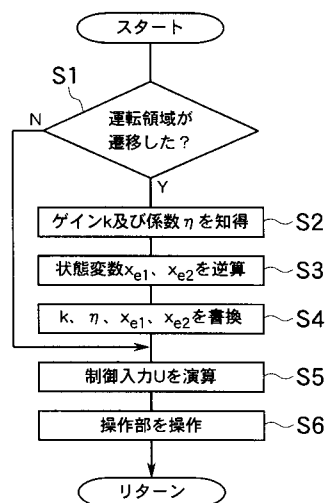 スタート
S1
運転領域が
遷移した？
N
Y
ゲインk及び係数ηを知得
S2
状態変数xe1、xe2を逆算
S3
k、η、xe1、xe2を書換
S4
制御入力Uを演算
S5
操作部を操作
S6
リターン